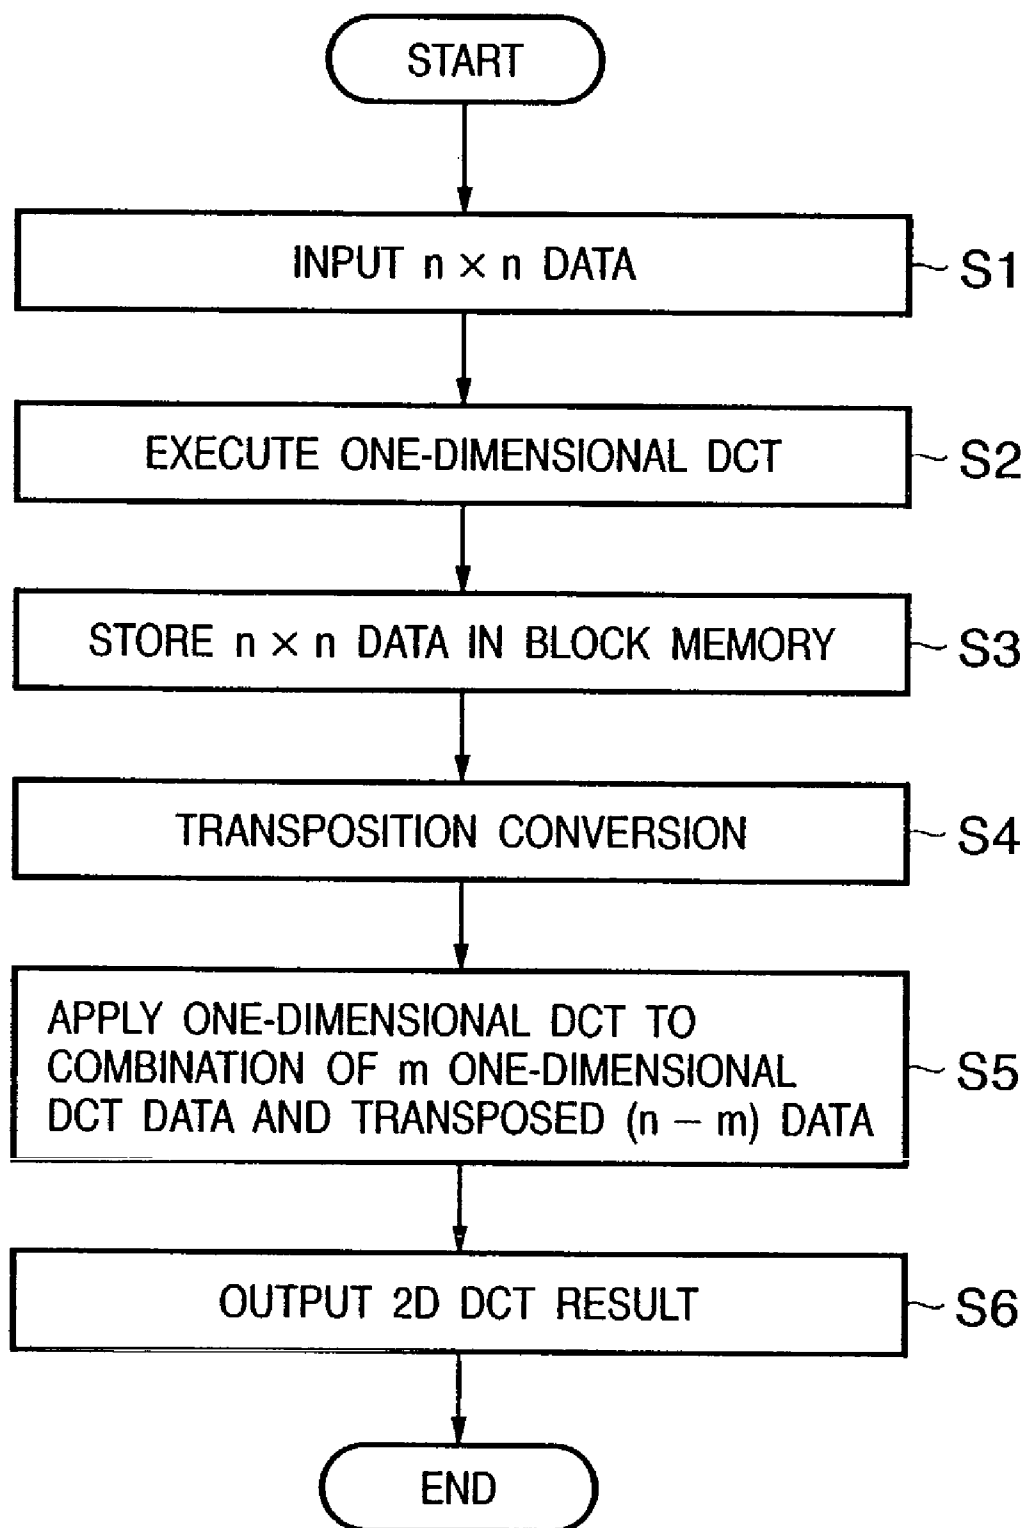 START
INPUT n × n DATA
S1
EXECUTE ONE-DIMENSIONAL DCT
S2
STORE n × n DATA IN BLOCK MEMORY
S3
TRANSPOSITION CONVERSION
S4
APPLY ONE-DIMENSIONAL DCT TO
COMBINATION OF m ONE-DIMENSIONAL
DCT DATA AND TRANSPOSED (n − m) DATA
S5
OUTPUT 2D DCT RESULT
S6
END